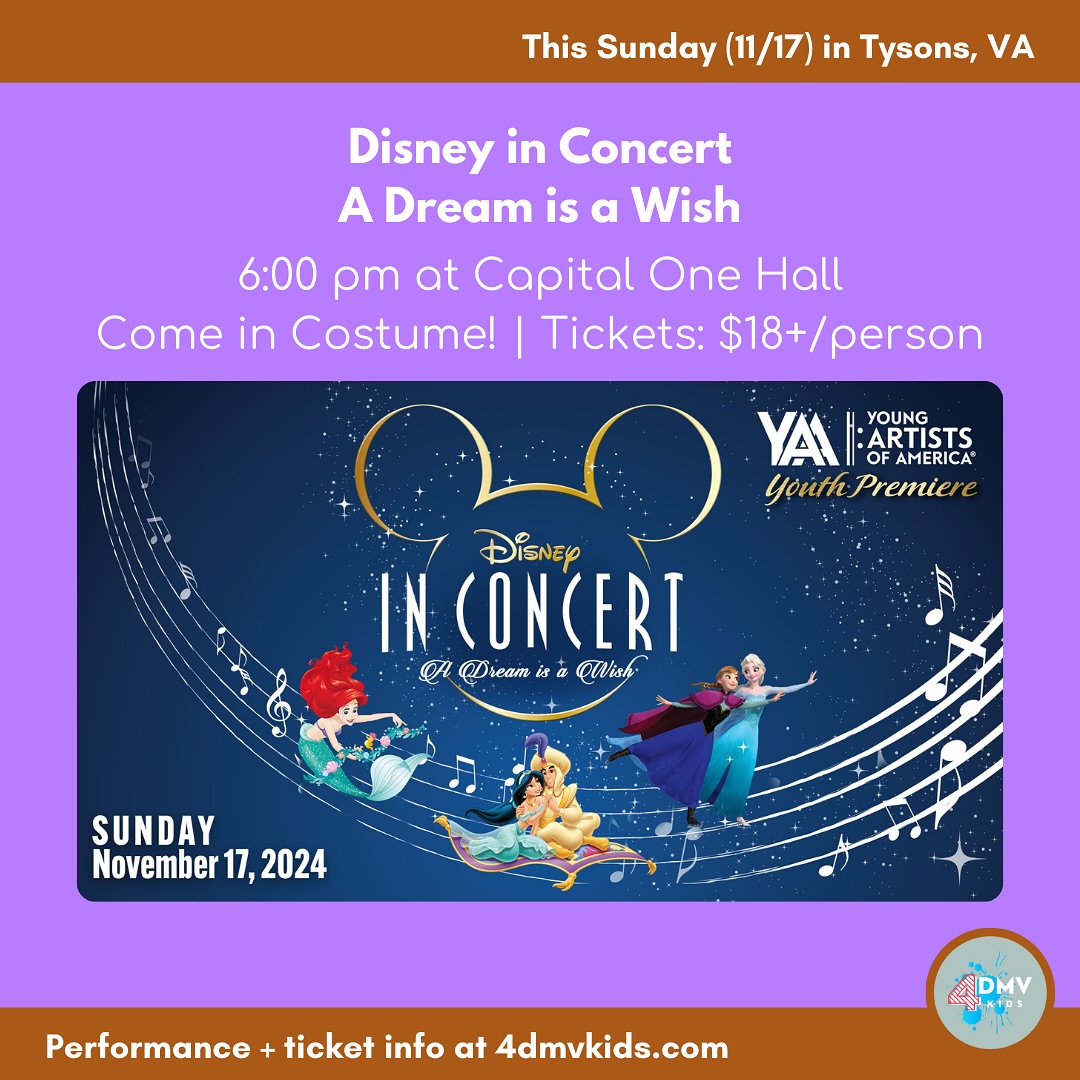 This Sunday (11/17) in Tysons, VA
Disney in Concert
A Dream is a Wish
6:00 pm at Capital One Hall
Come in Costume! | Tickets: $18+/person
YAA YOUNG
ARTISTS
OF AMERICA®
Youth Premiere
Disney
IN CONCERT
A Dream is a Wish
SUNDAY
November 17, 2024
4DMV
KIDS
Performance + ticket info at 4dmvkids.com